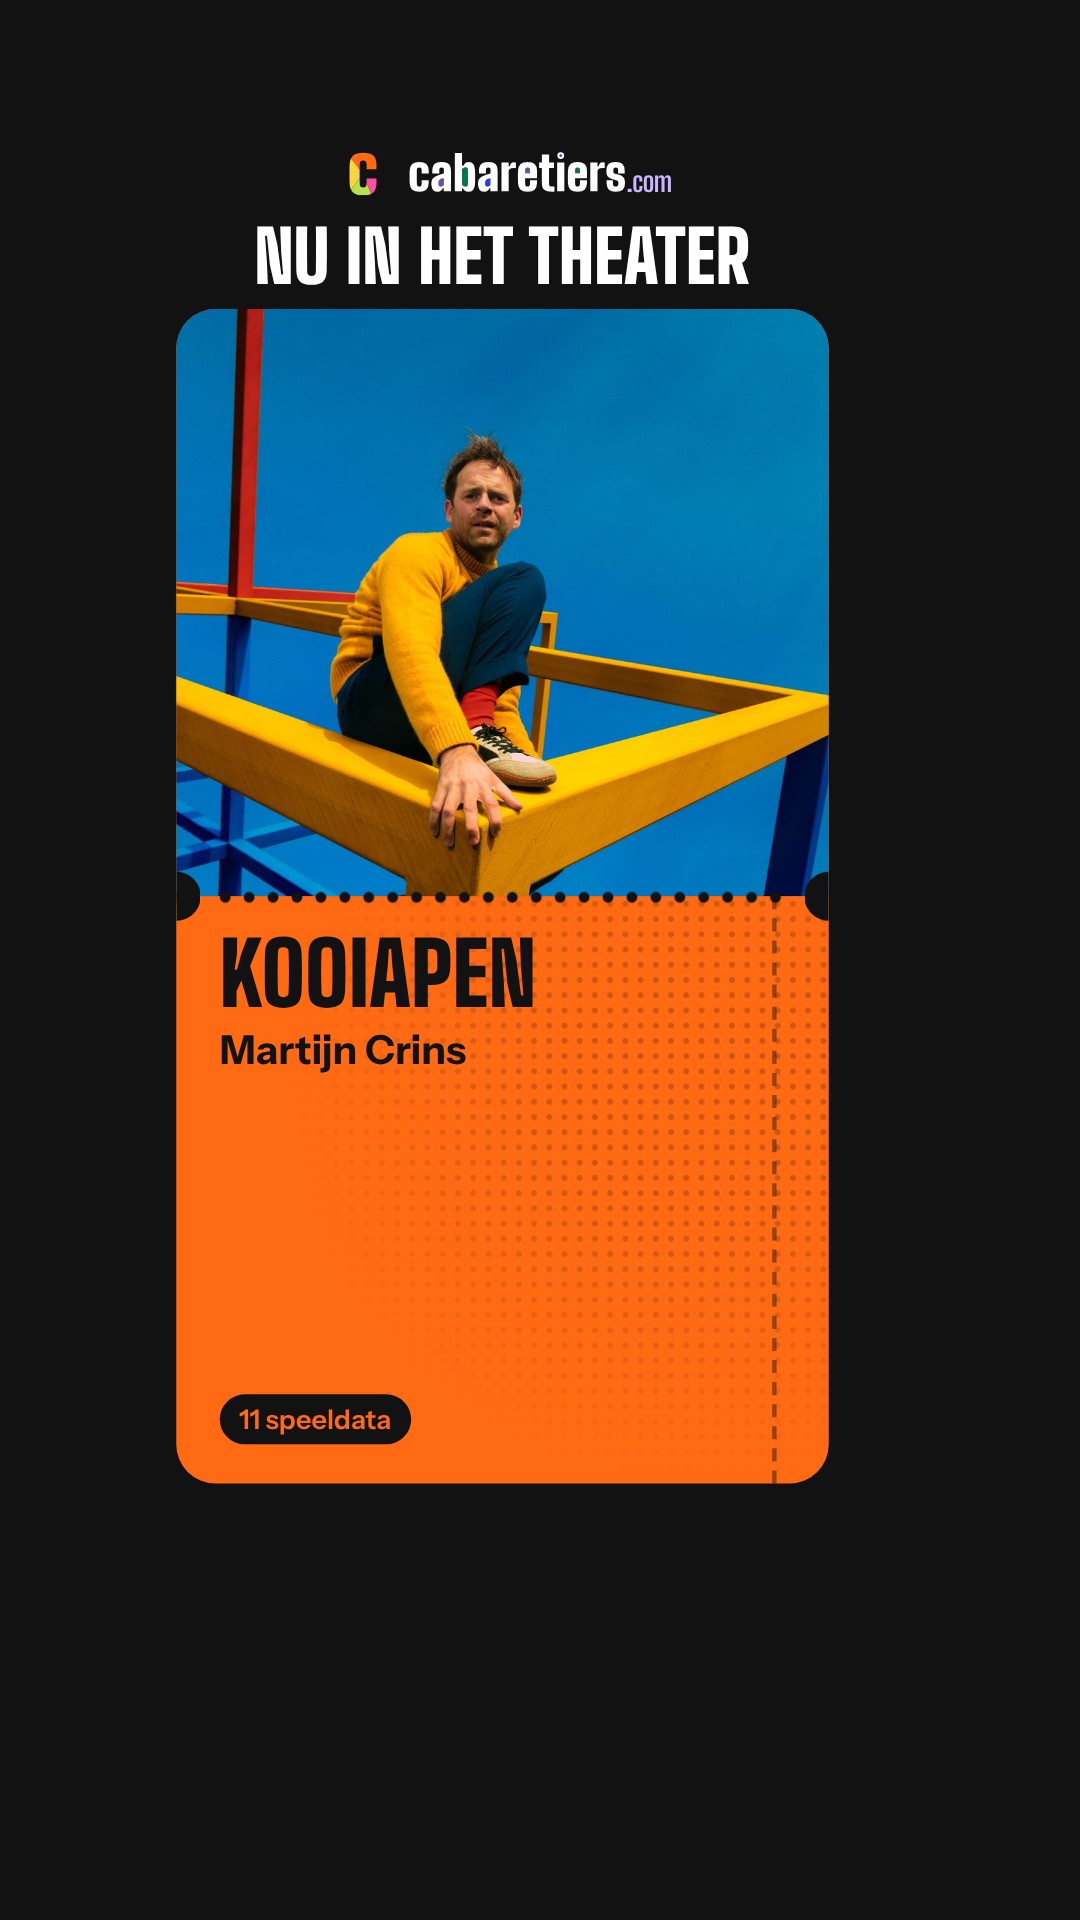 C cabaretiers.com
NU IN HET THEATER
KOOIAPEN
Martijn Crins
11 speeldata